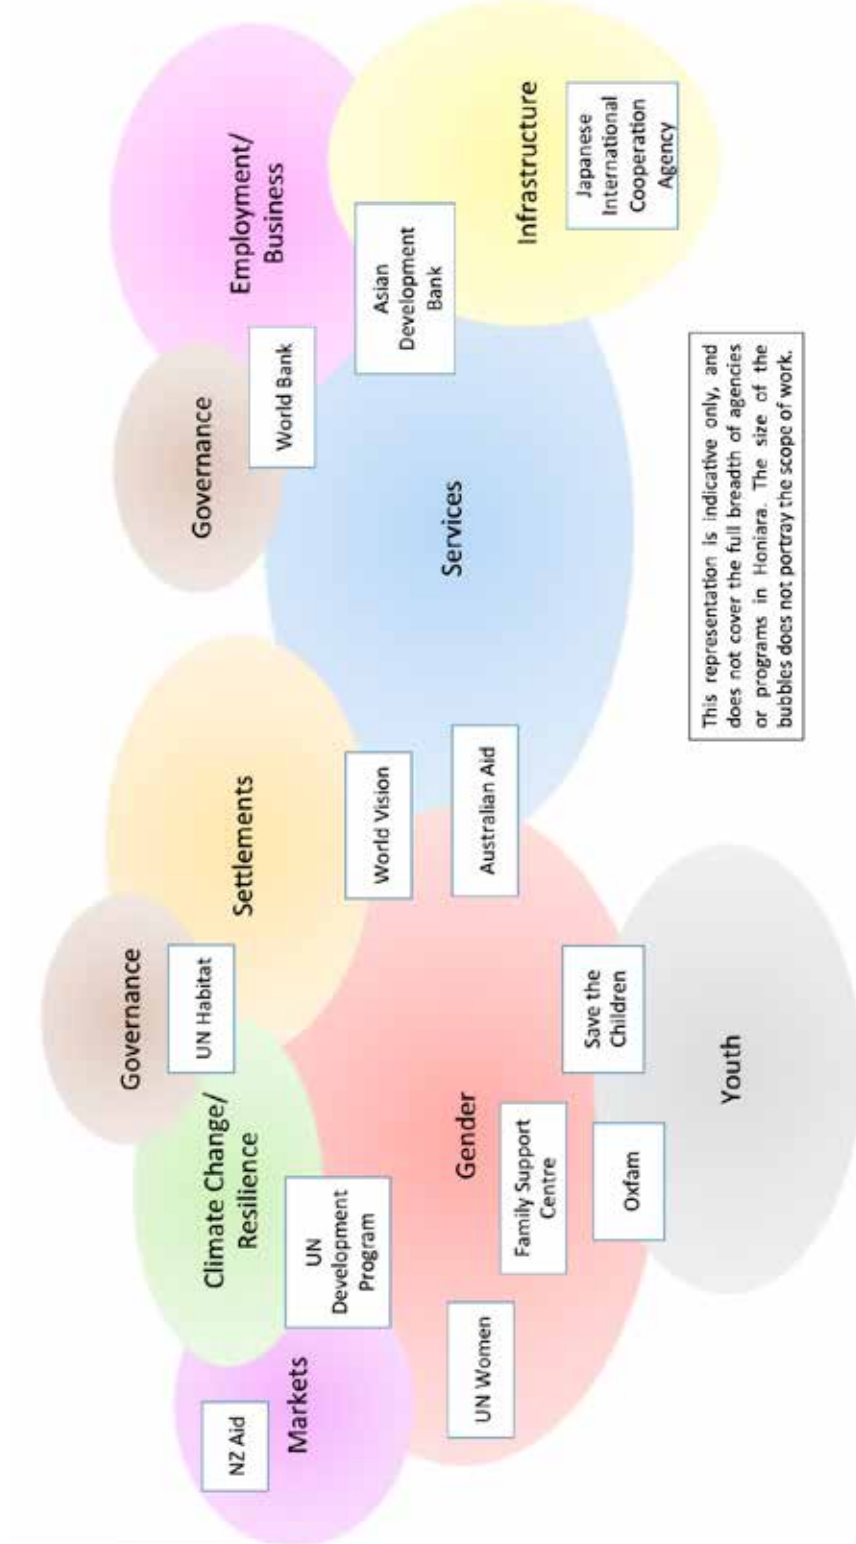 Governance
UN Habitat
Climate Change/
Resilience
Settlements
Governance
World Bank
Employment/
Business
NZ Aid
Markets
UN
Development
Program
World Vision
Asian
Development
Bank
UN Women
Gender
Australian Aid
Services
Family Support
Centre
Infrastructure
Save the
Children
Oxfam
Japanese
International
Cooperation
Agency
Youth
This representation is indicative only, and
does not cover the full breadth of agencies
or programs in Honiara. The size of the
bubbles does not portray the scope of work.